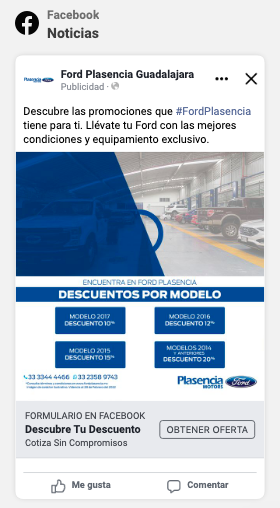 Facebook
Noticias
Ford Plasencia Guadalajara
Publicidad ·
Descubre las promociones que #FordPlasencia
tiene para ti. Llévate tu Ford con las mejores
condiciones y equipamiento exclusivo.
ENCUENTRA EN FORD PLASENCIA
DESCUENTOS POR MODELO
MODELO 2017
DESCUENTO 10%
MODELO 2016
DESCUENTO 12%
MODELO 2015
DESCUENTO 15%
MODELOS 2014
Y ANTERIORES
DESCUENTO 20%
33 3344 4466 33 2358 9743
Plasencia
MOTORS
Ford
FORMULARIO EN FACEBOOK
Descubre Tu Descuento
Cotiza Sin Compromisos
OBTENER OFERTA
Me gusta
Comentar